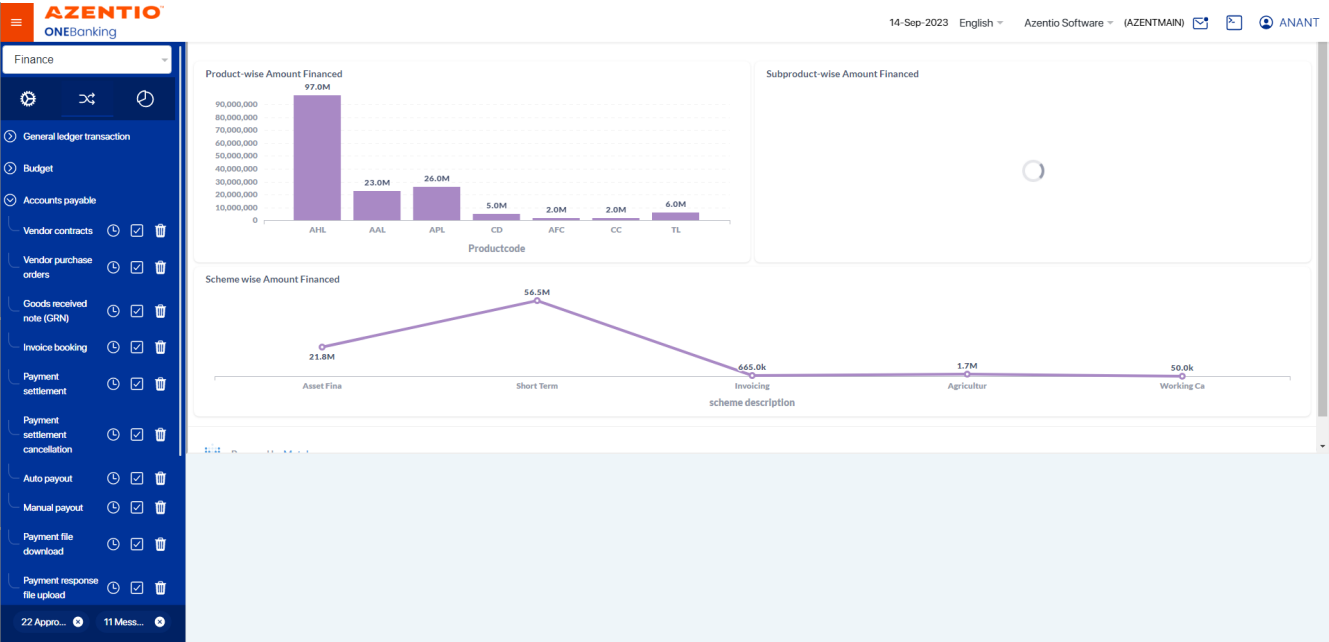 AZENTIO
ONEBanking
14-Sep-2023 English Azentio Software (AZENTMAIN) ANANT
Finance
General ledger transaction
Budget
Accounts payable
Vendor contracts
Vendor purchase
orders
Goods received
note (GRN)
Invoice booking
Payment
settlement
Payment
settlement
cancellation
Auto payout
Manual payout
Payment file
download
Payment response
file upload
22 Appro... 11 Mess...
Product-wise Amount Financed
97.0M
90,000,000
80,000,000
70,000,000
60,000,000
50,000,000
40,000,000
30,000,000
20,000,000
10,000,000
0
23.0M
26.0M
5.0M
2.0M
2.0M
6.0M
AHL AAL APL CD AFC CC TL
Productcode
Subproduct-wise Amount Financed
Scheme wise Amount Financed
56.5M
21.8M
665.0k
1.7M
50.0k
Asset Fina Short Term Invoicing Agricultur Working Ca
scheme description